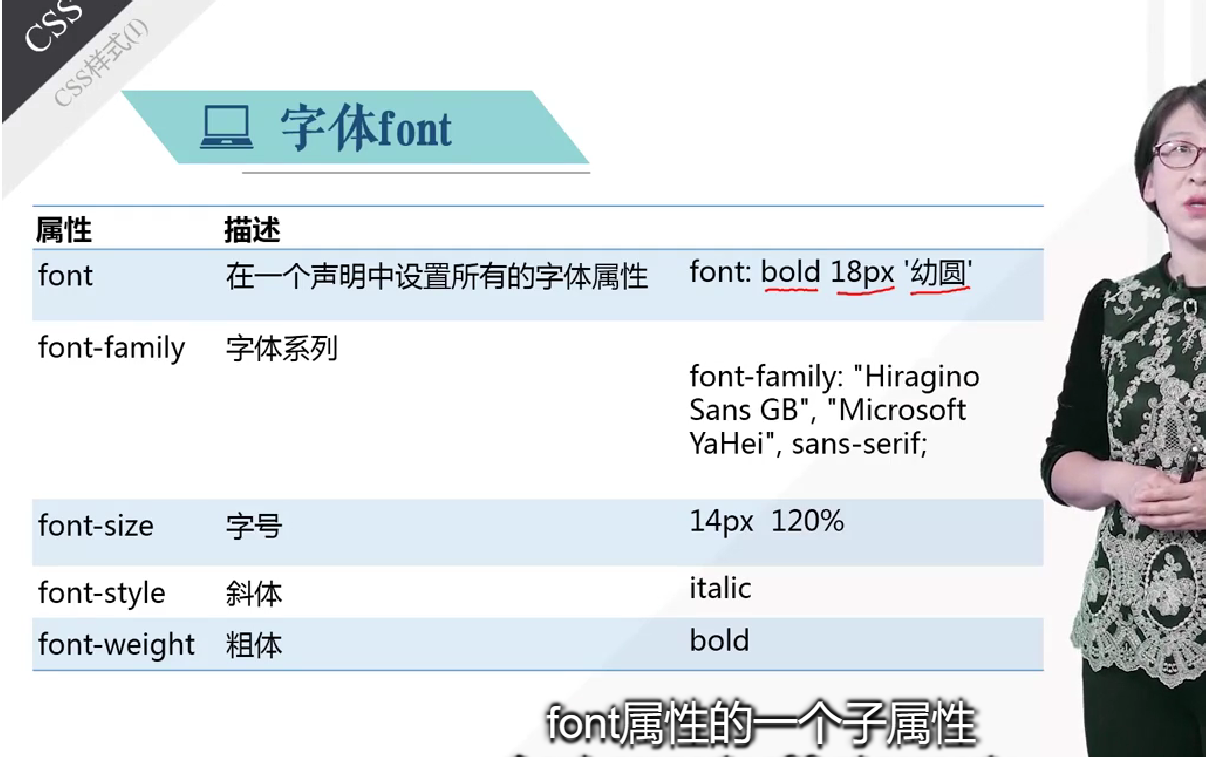 CSS
CSS样式(1)
字体font
属性 描述
font 在一个声明中设置所有的字体属性 font: bold 18px '幼圆'
font-family 字体系列
font-family: "Hiragino
Sans GB", "Microsoft
YaHei", sans-serif;
font-size 字号 14px 120%
font-style 斜体 italic
font-weight 粗体 bold
font属性的一个子属性